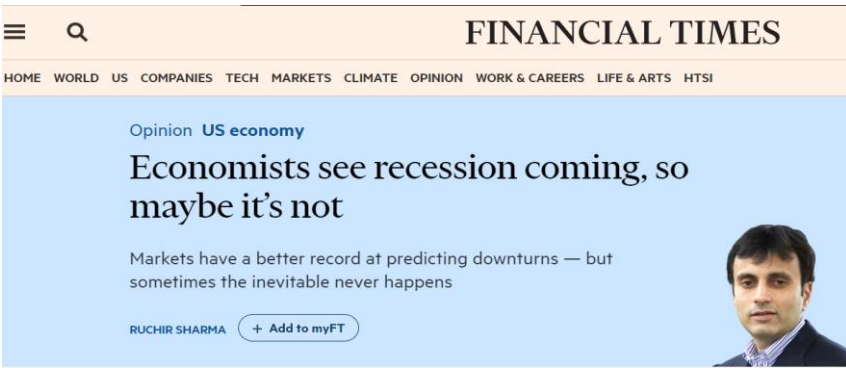 FINANCIAL TIMES
HOME WORLD US COMPANIES TECH MARKETS CLIMATE OPINION WORK & CAREERS LIFE & ARTS HTSI
Opinion US economy
Economists see recession coming, so
maybe it's not
Markets have a better record at predicting downturns — but
sometimes the inevitable never happens
RUCHIR SHARMA + Add to myFT